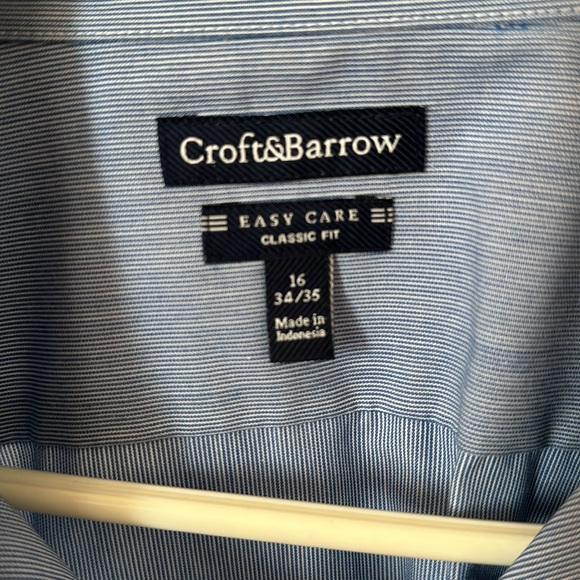 Croft&Barrow
EASY CARE
CLASSIC FIT
16
34/35
Made in
Indonesia